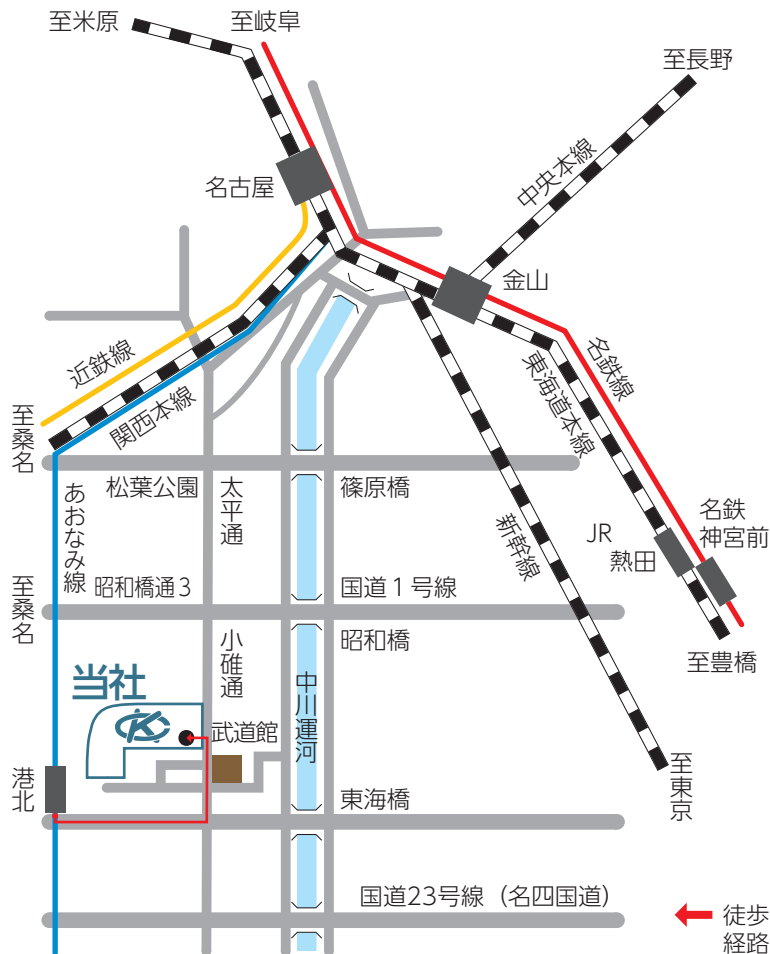 至米原
至岐阜
至長野
中央本線
名古屋
金山
近鉄線
関西本線
名鉄線
東海道本線
至桑名
あおなみ線
松葉公園
太平通
篠原橋
新幹線
名鉄
神宮前
JR
熱田
至桑名
昭和橋通3
国道1号線
小碓通
昭和橋
至豊橋
当社
CK
武道館
中川運河
港北
東海橋
至東京
国道23号線（名四国道）
徒歩
経路